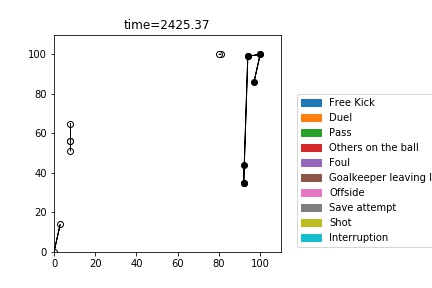 time=2425.37
100
80
60
40
20
0
0
20
40
60
80
100
Free Kick
Duel
Pass
Others on the ball
Foul
Goalkeeper leaving
Offside
Save attempt
Shot
Interruption